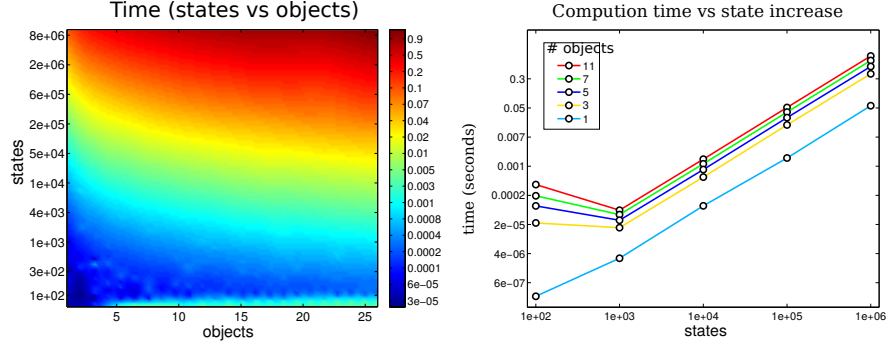 Time (states vs objects)
states
8e+06
2e+06
6e+05
2e+05
5e+04
1e+04
4e+03
1e+03
3e+02
1e+02
5
10
15
20
25
objects
0.9
0.5
0.2
0.1
0.07
0.04
0.02
0.01
0.005
0.003
0.001
0.0008
0.0004
0.0002
0.0001
6e-05
3e-05
Compution time vs state increase
# objects
11
7
5
3
1
time (seconds)
0.3
0.05
0.007
0.001
0.0002
2e-05
4e-06
6e-07
1e+02
1e+03
1e+04
1e+05
1e+06
states